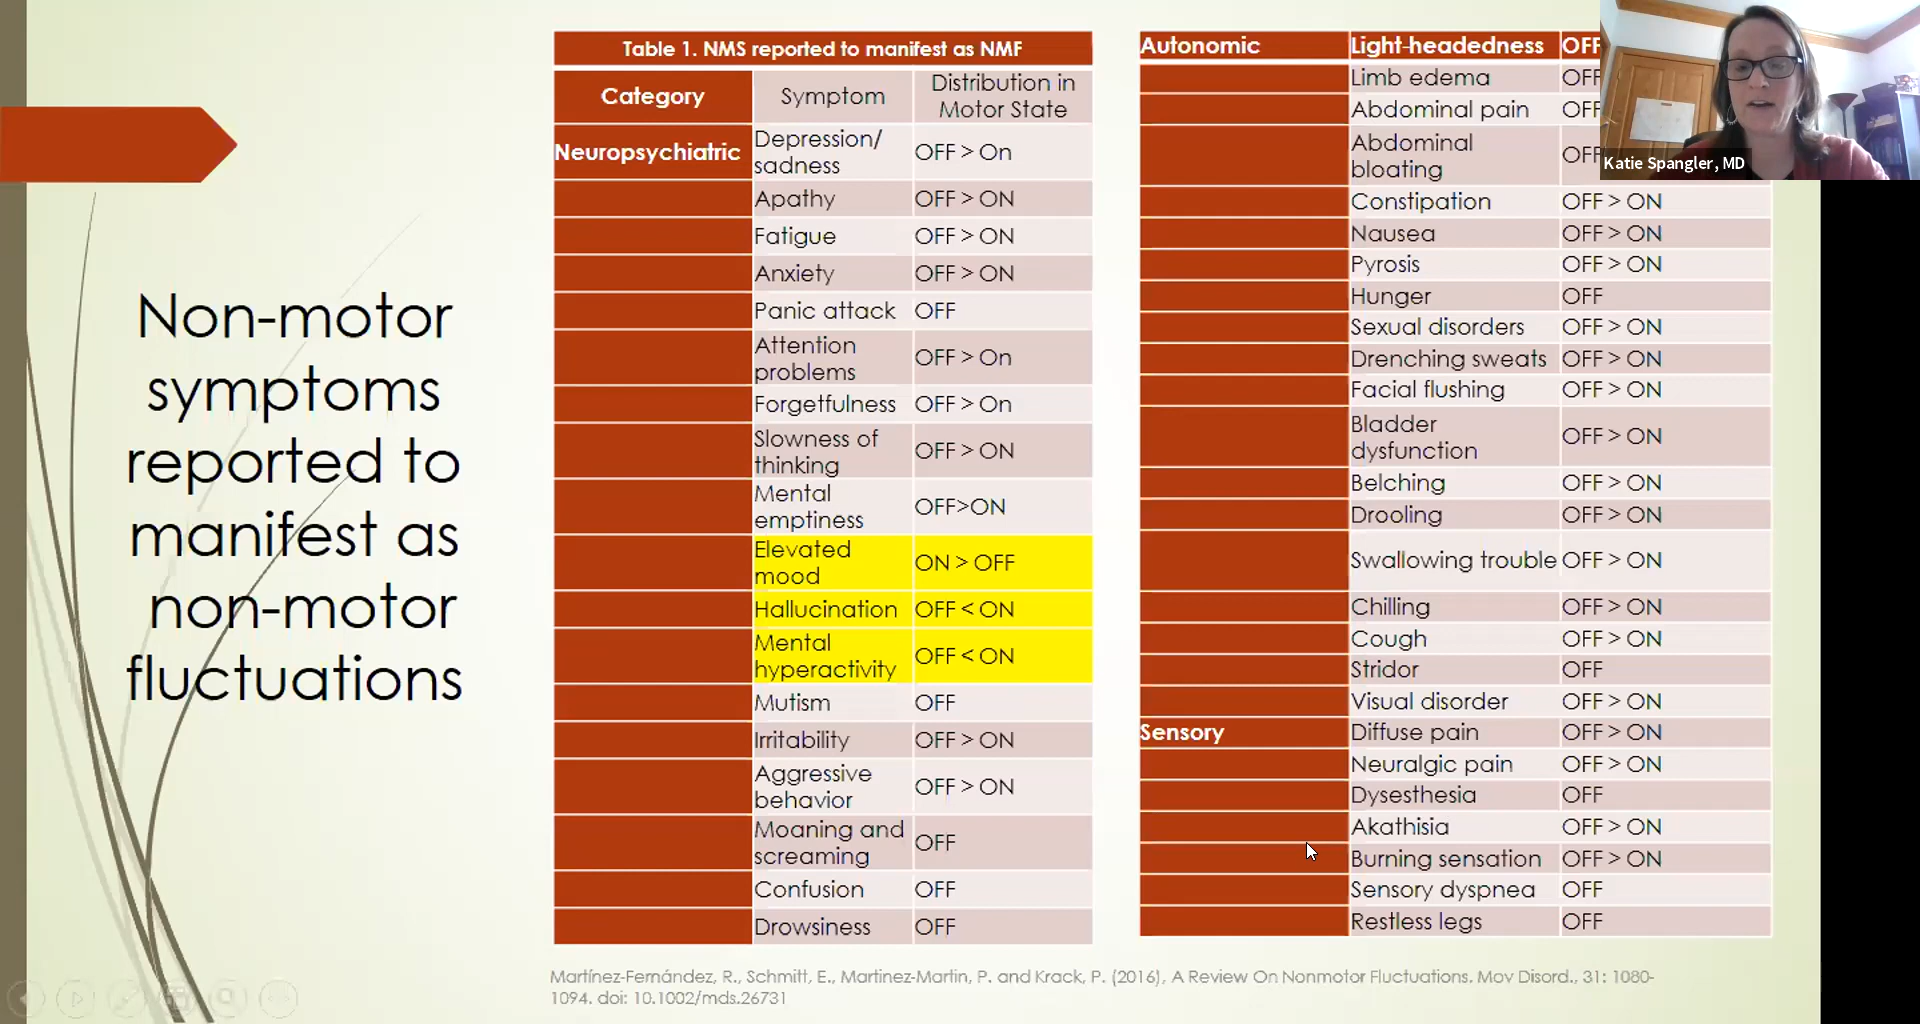 Non-motor
symptoms
reported to
manifest as
non-motor
fluctuations
Table 1. NMS reported to manifest as NMF
Category Symptom Distribution in
Motor State
Neuropsychiatric Depression/
sadness OFF > On
Apathy OFF > ON
Fatigue OFF > ON
Anxiety OFF > ON
Panic attack OFF
Attention
problems OFF > On
Forgetfulness OFF > On
Slowness of
thinking OFF > ON
Mental
emptiness OFF>ON
Elevated
mood ON > OFF
Hallucination OFF < ON
Mental
hyperactivity OFF < ON
Mutism OFF
Irritability OFF > ON
Aggressive
behavior OFF > ON
Moaning and
screaming OFF
Confusion OFF
Drowsiness OFF
Autonomic Light-headedness OFF
Limb edema OFF
Abdominal pain OFF
Abdominal
bloating OFF
Constipation OFF > ON
Nausea OFF > ON
Pyrosis OFF > ON
Hunger OFF
Sexual disorders OFF > ON
Drenching sweats OFF > ON
Facial flushing OFF > ON
Bladder
dysfunction OFF > ON
Belching OFF > ON
Drooling OFF > ON
Swallowing trouble OFF > ON
Chilling OFF > ON
Cough OFF > ON
Stridor OFF
Visual disorder OFF > ON
Sensory Diffuse pain OFF > ON
Neuralgic pain OFF > ON
Dysesthesia OFF
Akathisia OFF > ON
Burning sensation OFF > ON
Sensory dyspnea OFF
Restless legs OFF
Martínez-Fernández, R., Schmitt, E., Martinez-Martin, P. and Krack, P. (2016), A Review On Nonmotor Fluctuations. Mov Disord., 31: 1080-
1094. doi: 10.1002/mds.26731
Katie Spangler, MD